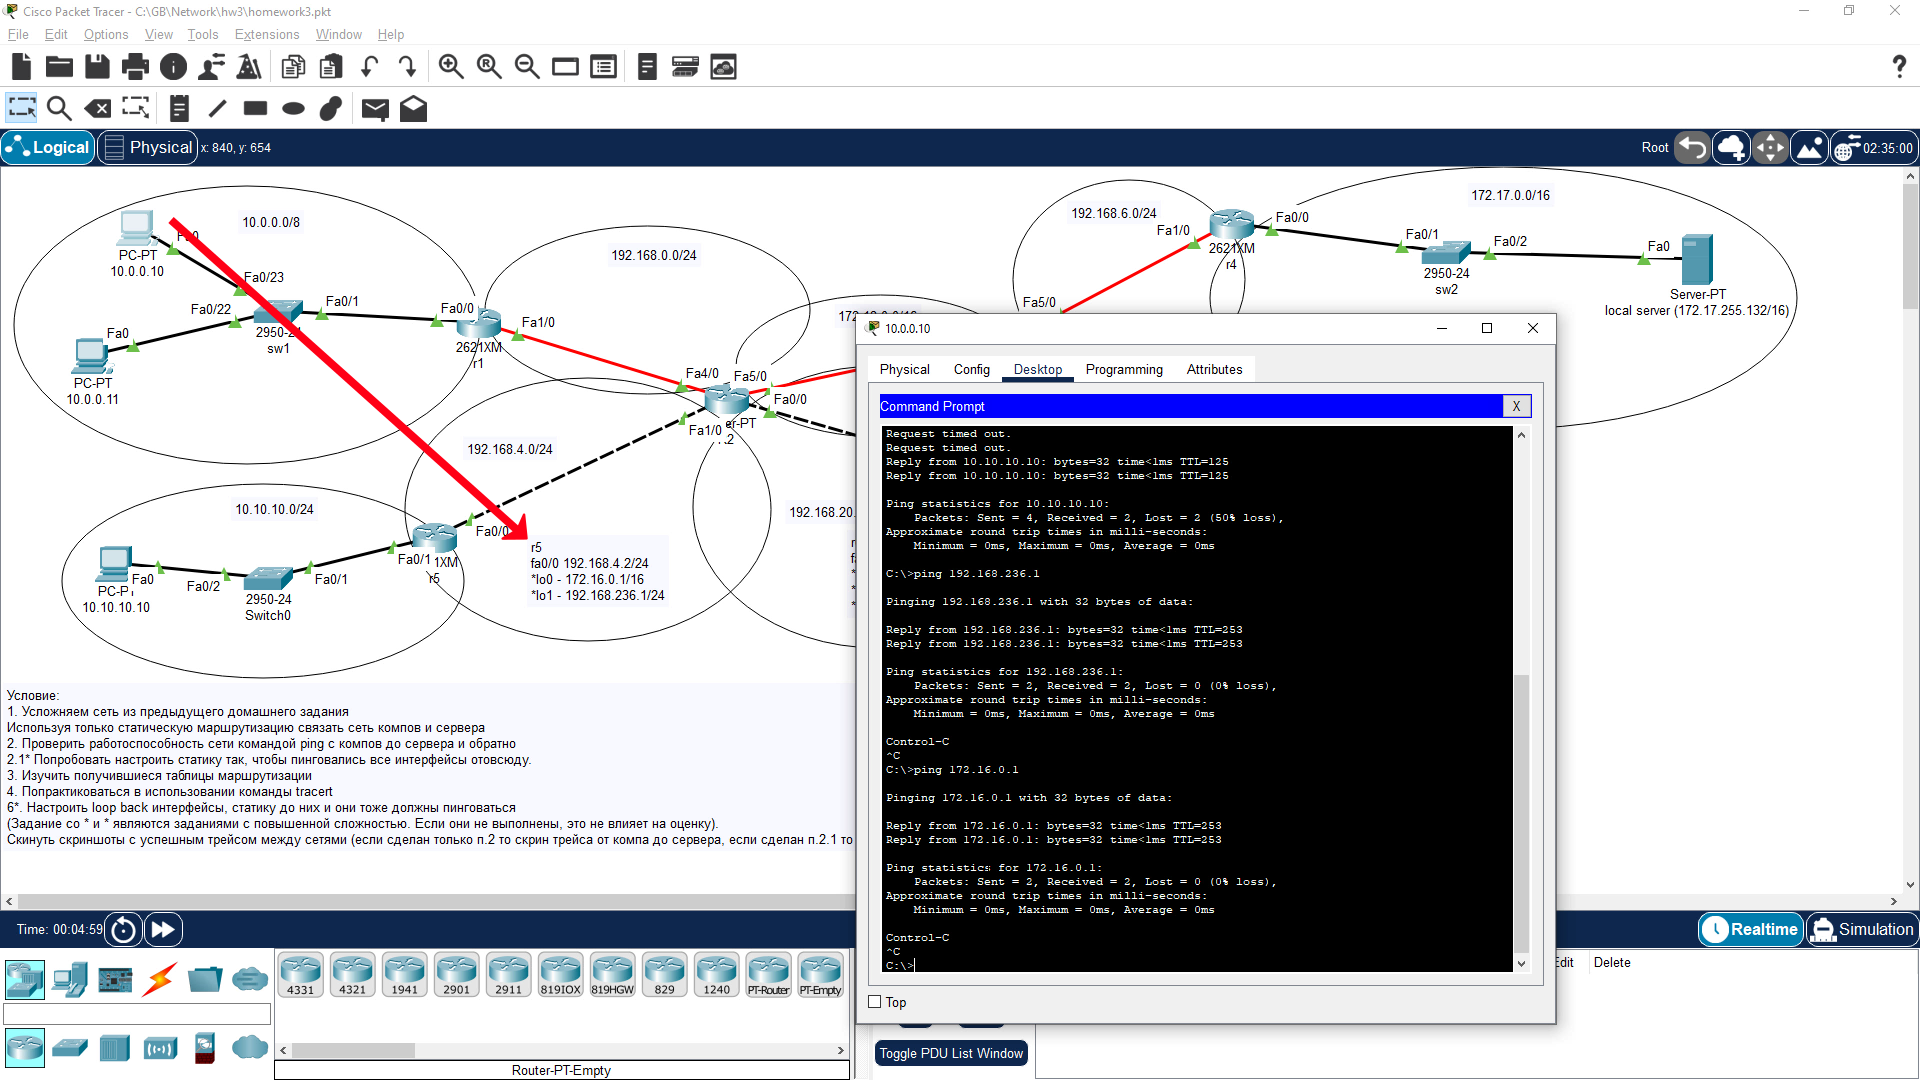 Cisco Packet Tracer - C:\GB\Network\hw3\homework3.pkt
File Edit Options View Tools Extensions Window Help
Logical Physical x: 840, y: 654
Root 02:35:00
10.0.0.0/8
PC-PT
10.0.0.10
Fa0
Fa0/23
Fa0/22
Fa0/1
Fa0
PC-PT
10.0.0.11
2950-24
sw1
192.168.0.0/24
Fa0/0
Fa1/0
2621XM
r1
192.168.6.0/24
Fa1/0
Fa0/0
2621XM
r4
Fa5/0
172.17.0.0/16
Fa0/1
Fa0/2
2950-24
sw2
Fa0
Server-PT
local server (172.17.255.132/16)
Fa4/0
Fa5/0
Fa0/0
Fa1/0
er-PT
192.168.4.0/24
192.168.20.
10.10.10.0/24
Fa0/0
Fa0/1
1XM
r5
Fa0
Fa0/2
Fa0/1
10.10.10.10
2950-24
Switch0
r5
fa0/0 192.168.4.2/24
*lo0 - 172.16.0.1/16
*lo1 - 192.168.236.1/24
Условие:
1. Усложняем сеть из предыдущего домашнего задания
Используя только статическую маршрутизацию связать сеть компов и сервера
2. Проверить работоспособность сети командой ping с компов до сервера и обратно
2.1* Попробовать настроить статику так, чтобы пинговались все интерфейсы отовсюду.
3. Изучить получившиеся таблицы маршрутизации
4. Попрактиковаться в использовании команды tracert
6*. Настроить loop back интерфейсы, статику до них и они тоже должны пинговаться
(Задание со * и * являются заданиями с повышенной сложностью. Если они не выполнены, это не влияет на оценку).
Скинуть скриншоты с успешным трейсом между сетями (если сделан только п.2 то скрин трейса от компа до сервера, если сделан п.2.1 то
10.0.0.10
Physical Config Desktop Programming Attributes
Command Prompt X
Request timed out.
Request timed out.
Reply from 10.10.10.10: bytes=32 time<1ms TTL=125
Reply from 10.10.10.10: bytes=32 time<1ms TTL=125
Ping statistics for 10.10.10.10:
Packets: Sent = 4, Received = 2, Lost = 2 (50% loss),
Approximate round trip times in milli-seconds:
Minimum = 0ms, Maximum = 0ms, Average = 0ms
C:\>ping 192.168.236.1
Pinging 192.168.236.1 with 32 bytes of data:
Reply from 192.168.236.1: bytes=32 time<1ms TTL=253
Reply from 192.168.236.1: bytes=32 time<1ms TTL=253
Ping statistics for 192.168.236.1:
Packets: Sent = 2, Received = 2, Lost = 0 (0% loss),
Approximate round trip times in milli-seconds:
Minimum = 0ms, Maximum = 0ms, Average = 0ms
Control-C
^C
C:\>ping 172.16.0.1
Pinging 172.16.0.1 with 32 bytes of data:
Reply from 172.16.0.1: bytes=32 time<1ms TTL=253
Reply from 172.16.0.1: bytes=32 time<1ms TTL=253
Ping statistics for 172.16.0.1:
Packets: Sent = 2, Received = 2, Lost = 0 (0% loss),
Approximate round trip times in milli-seconds:
Minimum = 0ms, Maximum = 0ms, Average = 0ms
Control-C
^C
C:\>
Top
Time: 00:04:59
Realtime Simulation
4331 4321 1941 2901 2911 819IOX 819HGW 829 1240 PT-Router PT-Empty
Router-PT-Empty
Edit Delete
Toggle PDU List Window